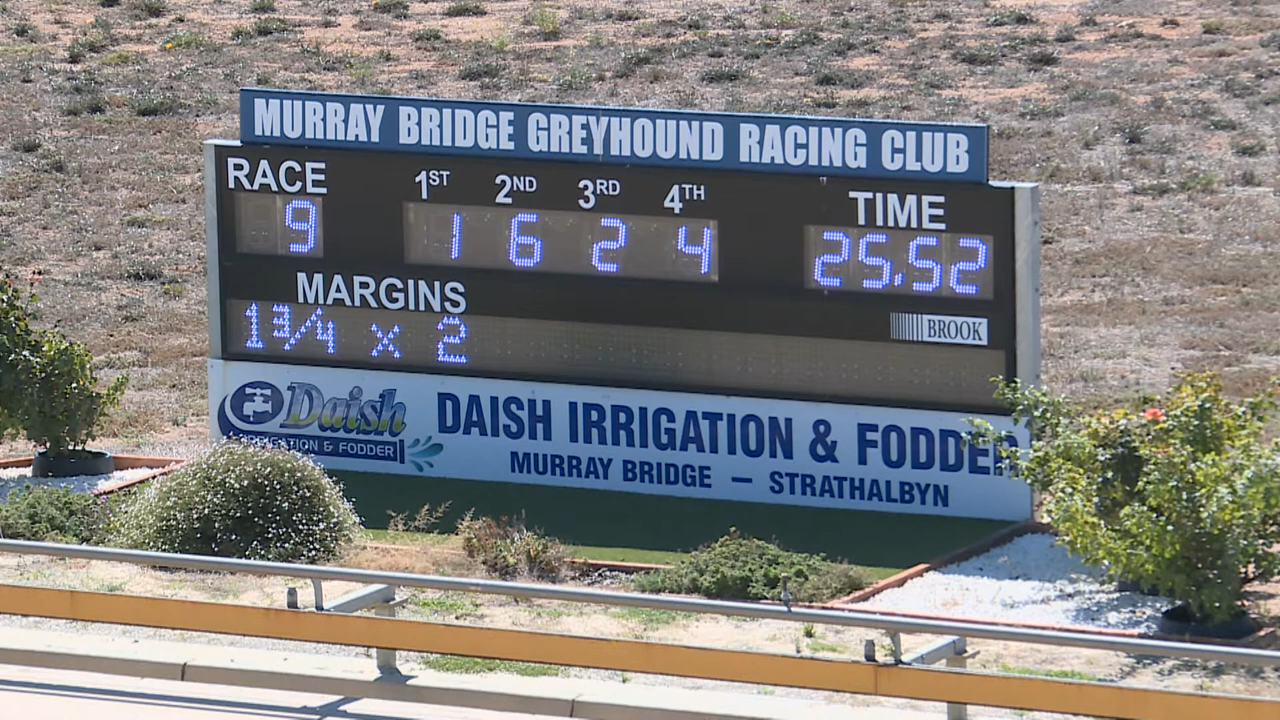 MURRAY BRIDGE GREYHOUND RACING CLUB
RACE 1ST 2ND 3RD 4TH TIME
9 1 6 2 4 25.52
MARGINS
1 3/4 x 2
BROOK
Daish
IRRIGATION & FODDER
DAISH IRRIGATION & FODDER
MURRAY BRIDGE — STRATHALBYN